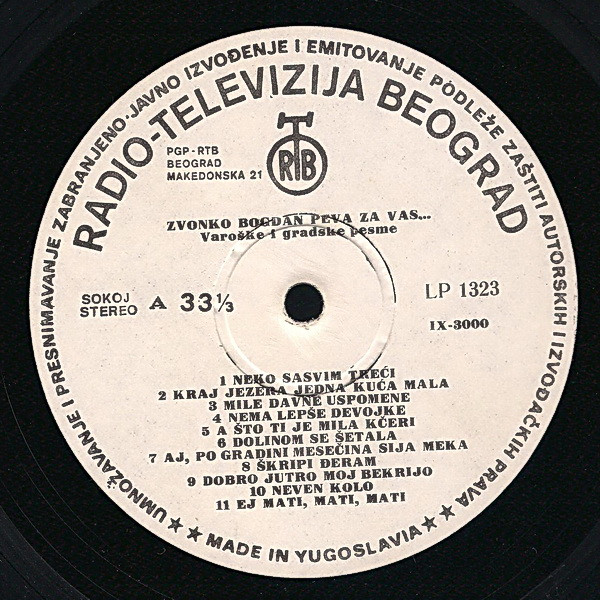 UMNOŽAVANJE I PRESNIMAVANJE ZABRANJENO·JAVNO IZVOĐENJE I EMITOVANJE PODLEŽE ZAŠTITI AUTORSKIH I IZVOĐAČKIH PRAVA
RADIO-TELEVIZIJA BEOGRAD
PGP-RTB
BEOGRAD
MAKEDONSKA 21
RTB
ZVONKO BOGDAN PEVA ZA VAS...
Varoške i gradske pesme
SOKOJ
STEREO
A 33⅓
LP 1323
IX-3000
1 NEKO SASVIM TREĆI
2 KRAJ JEZERA JEDNA KUĆA MALA
3 MILE DAVNE USPOMENE
4 NEMA LEPŠE DEVOJKE
5 A ŠTO TI JE MILA KĆERI
6 DOLINOM SE ŠETALA
7 AJ, PO GRADINI MESEČINA SIJA MEKA
8 ŠKRIPI ĐERAM
9 DOBRO JUTRO MOJ BEKRIJO
10 NEVEN KOLO
11 EJ MATI, MATI, MATI
★★ MADE IN YUGOSLAVIA ★★